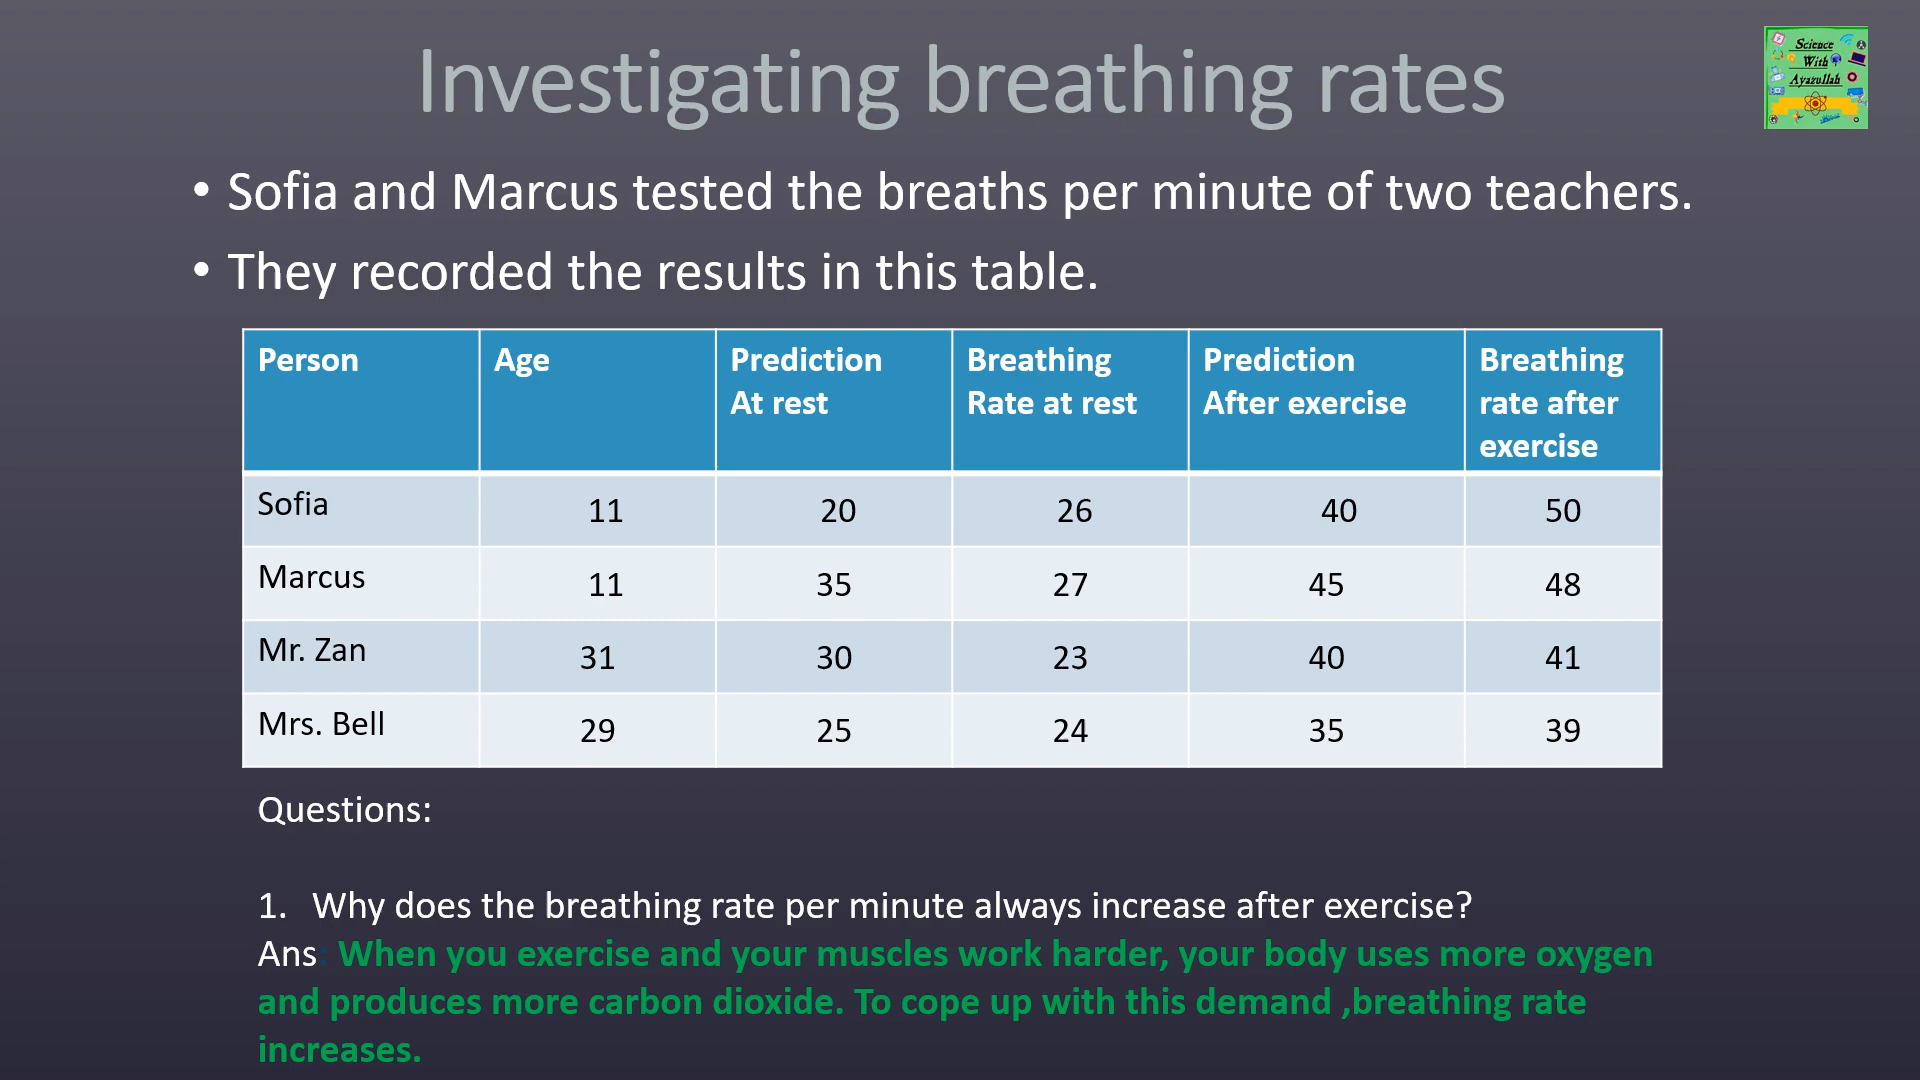 Investigating breathing rates
Science
With
Ayazullah
• Sofia and Marcus tested the breaths per minute of two teachers.
• They recorded the results in this table.
Person Age Prediction At rest Breathing Rate at rest Prediction After exercise Breathing rate after exercise
Sofia 11 20 26 40 50
Marcus 11 35 27 45 48
Mr. Zan 31 30 23 40 41
Mrs. Bell 29 25 24 35 39
Questions:
1. Why does the breathing rate per minute always increase after exercise?
Ans: When you exercise and your muscles work harder, your body uses more oxygen
and produces more carbon dioxide. To cope up with this demand ,breathing rate
increases.